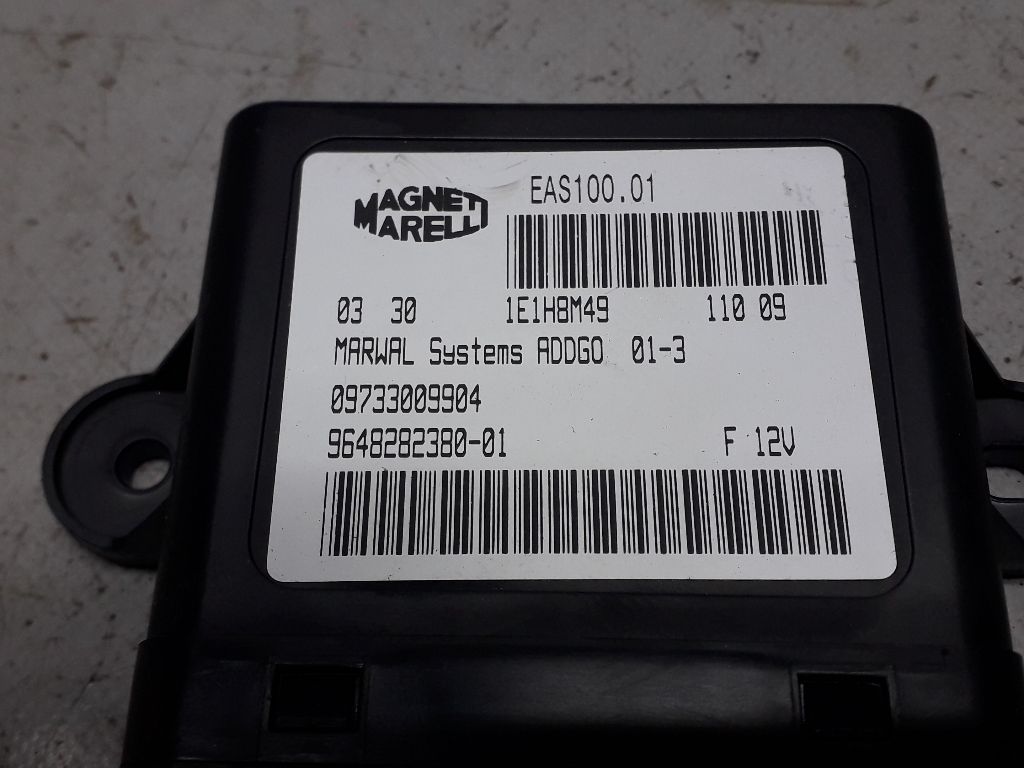 MAGNETI
MARELLI
EAS100.01
03 30 1E1H8M49 110 09
MARWAL Systems ADDGO 01-3
09733009904
9648282380-01 F 12V